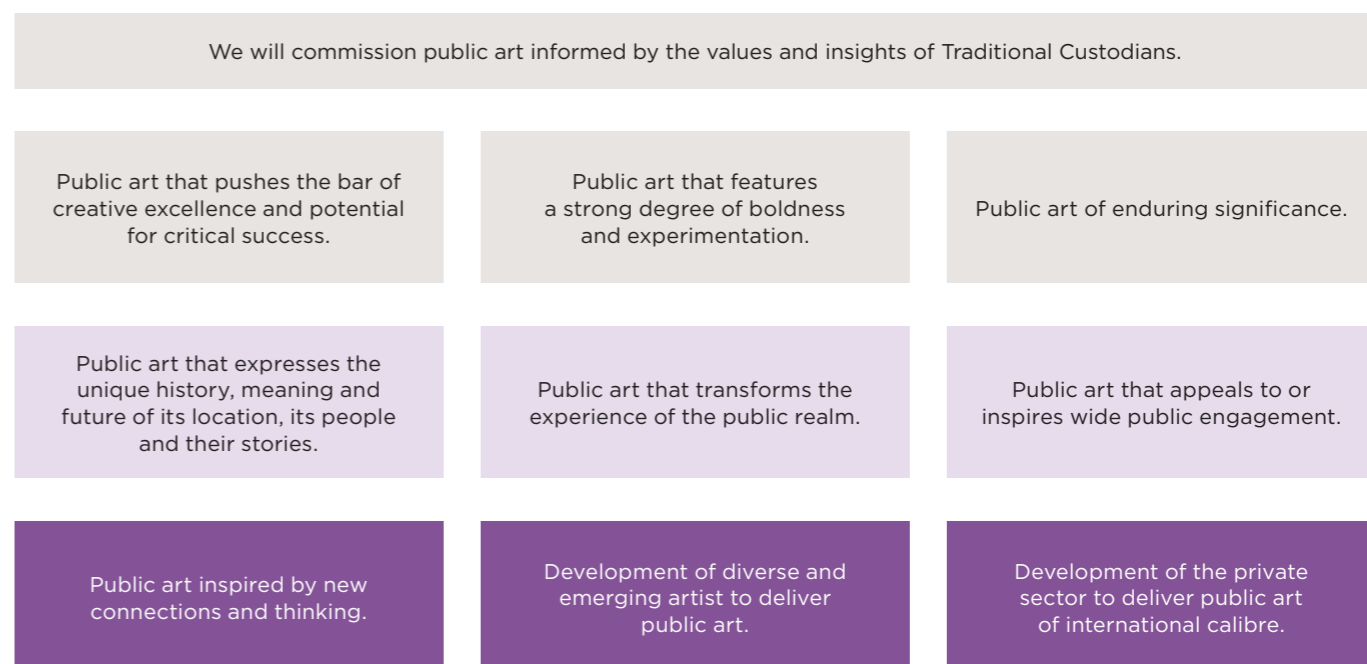 We will commission public art informed by the values and insights of Traditional Custodians.
Public art that pushes the bar of
creative excellence and potential
for critical success.
Public art that features
a strong degree of boldness
and experimentation.
Public art of enduring significance.
Public art that expresses the
unique history, meaning and
future of its location, its people
and their stories.
Public art that transforms the
experience of the public realm.
Public art that appeals to or
inspires wide public engagement.
Public art inspired by new
connections and thinking.
Development of diverse and
emerging artist to deliver
public art.
Development of the private
sector to deliver public art
of international calibre.